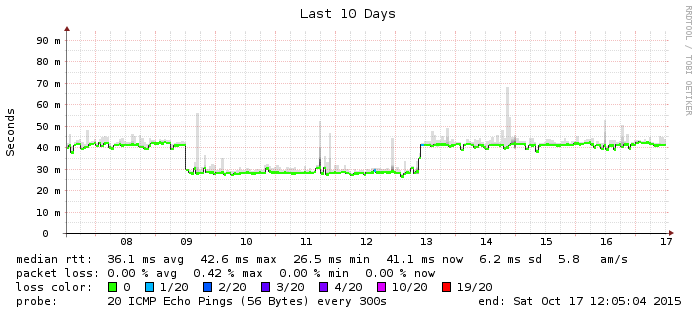 Last 10 Days
RRDTOOL / TOBI OETIKER
Seconds
90 m
80 m
70 m
60 m
50 m
40 m
30 m
20 m
10 m
0
08 09 10 11 12 13 14 15 16 17
median rtt: 36.1 ms avg 42.6 ms max 26.5 ms min 41.1 ms now 6.2 ms sd 5.8 am/s
packet loss: 0.00 % avg 0.42 % max 0.00 % min 0.00 % now
loss color: 0 1/20 2/20 3/20 4/20 10/20 19/20
probe: 20 ICMP Echo Pings (56 Bytes) every 300s end: Sat Oct 17 12:05:04 2015